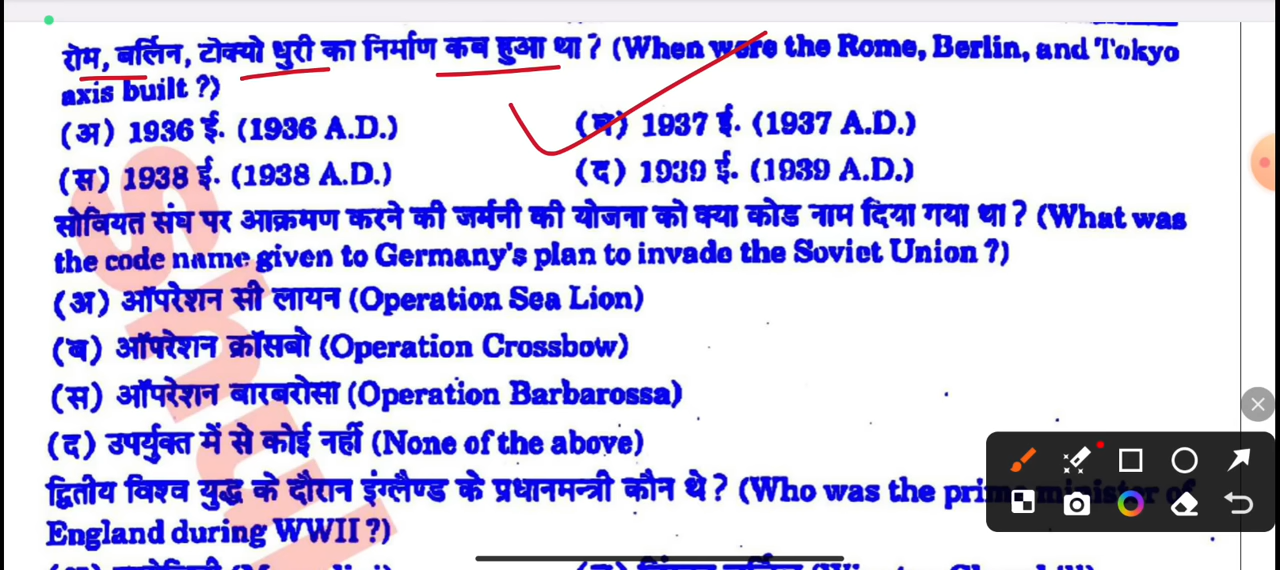 रोम, बर्लिन, टोक्यो धुरी का निर्माण कब हुआ था ? (When were the Rome, Berlin, and Tokyo
axis built ?)
(अ) 1936 ई. (1936 A.D.) (ब) 1937 ई. (1937 A.D.)
(स) 1938 ई. (1938 A.D.) (द) 1939 ई. (1939 A.D.)
सोवियत संघ पर आक्रमण करने की जर्मनी की योजना को क्या कोड नाम दिया गया था ? (What was
the code name given to Germany's plan to invade the Soviet Union ?)
(अ) ऑपरेशन सी लायन (Operation Sea Lion)
(ब) ऑपरेशन क्रॉसबो (Operation Crossbow)
(स) ऑपरेशन बारबरोसा (Operation Barbarossa)
(द) उपर्युक्त में से कोई नहीं (None of the above)
द्वितीय विश्व युद्ध के दौरान इंग्लैण्ड के प्रधानमन्त्री कौन थे ? (Who was the prime minister of
England during WWII ?)